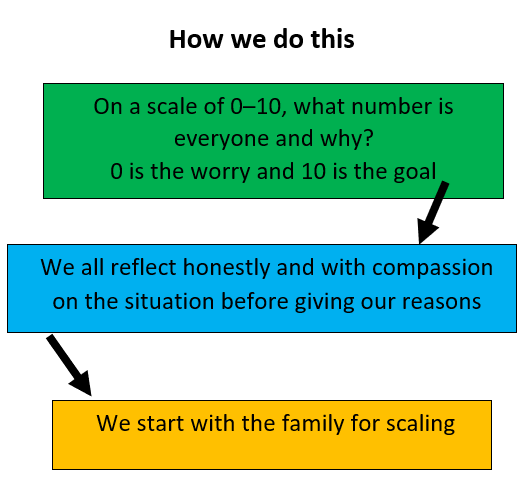 How we do this
On a scale of 0–10, what number is
everyone and why?
0 is the worry and 10 is the goal
We all reflect honestly and with compassion
on the situation before giving our reasons
We start with the family for scaling